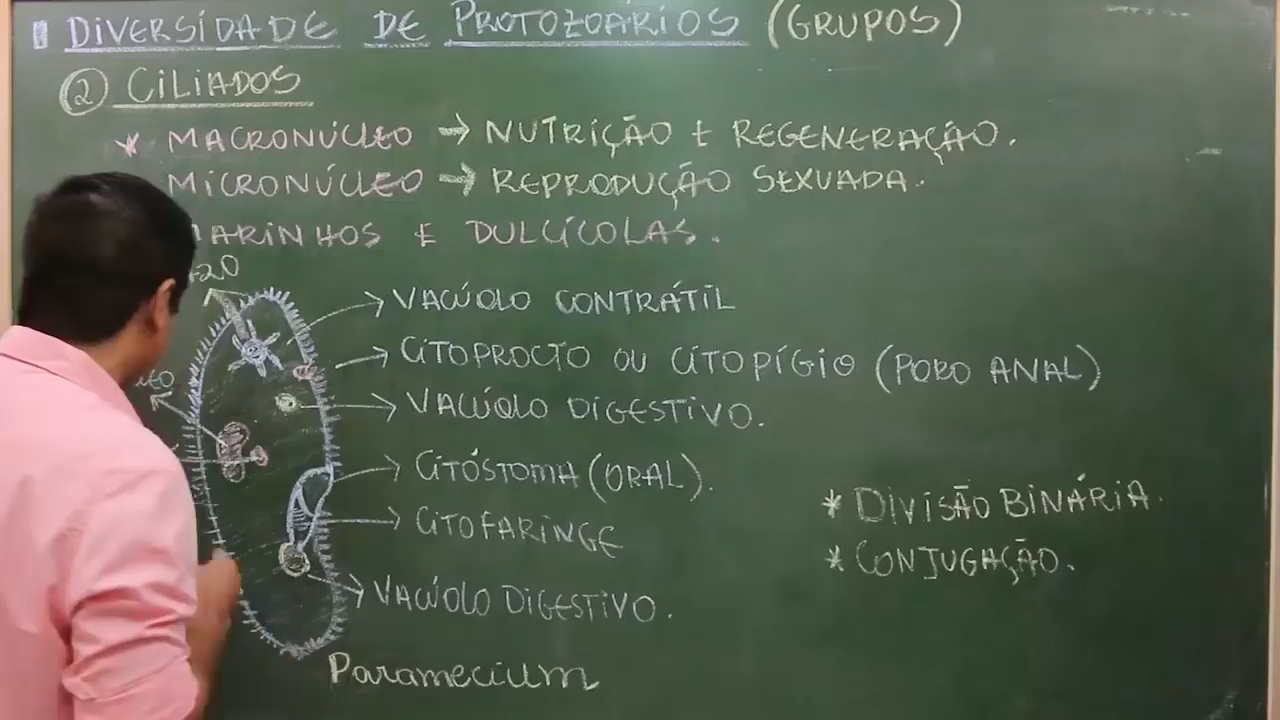 DIVERSIDADE DE PROTOZOÁRIOS (GRUPOS)
② CILIADOS
* MACRONÚCLEO → NUTRIÇÃO E REGENERAÇÃO.
MICRONÚCLEO → REPRODUÇÃO SEXUADA.
MARINHOS E DULCÍCOLAS.
→ VACÚOLO CONTRÁTIL
→ CITOPROCTO OU CITOPÍGIO (PORO ANAL)
→ VACÚOLO DIGESTIVO.
→ CITÓSTOMA (ORAL).
→ CITOFARINGE
→ VACÚOLO DIGESTIVO.
Paramecium
* DIVISÃO BINÁRIA.
* CONJUGAÇÃO.